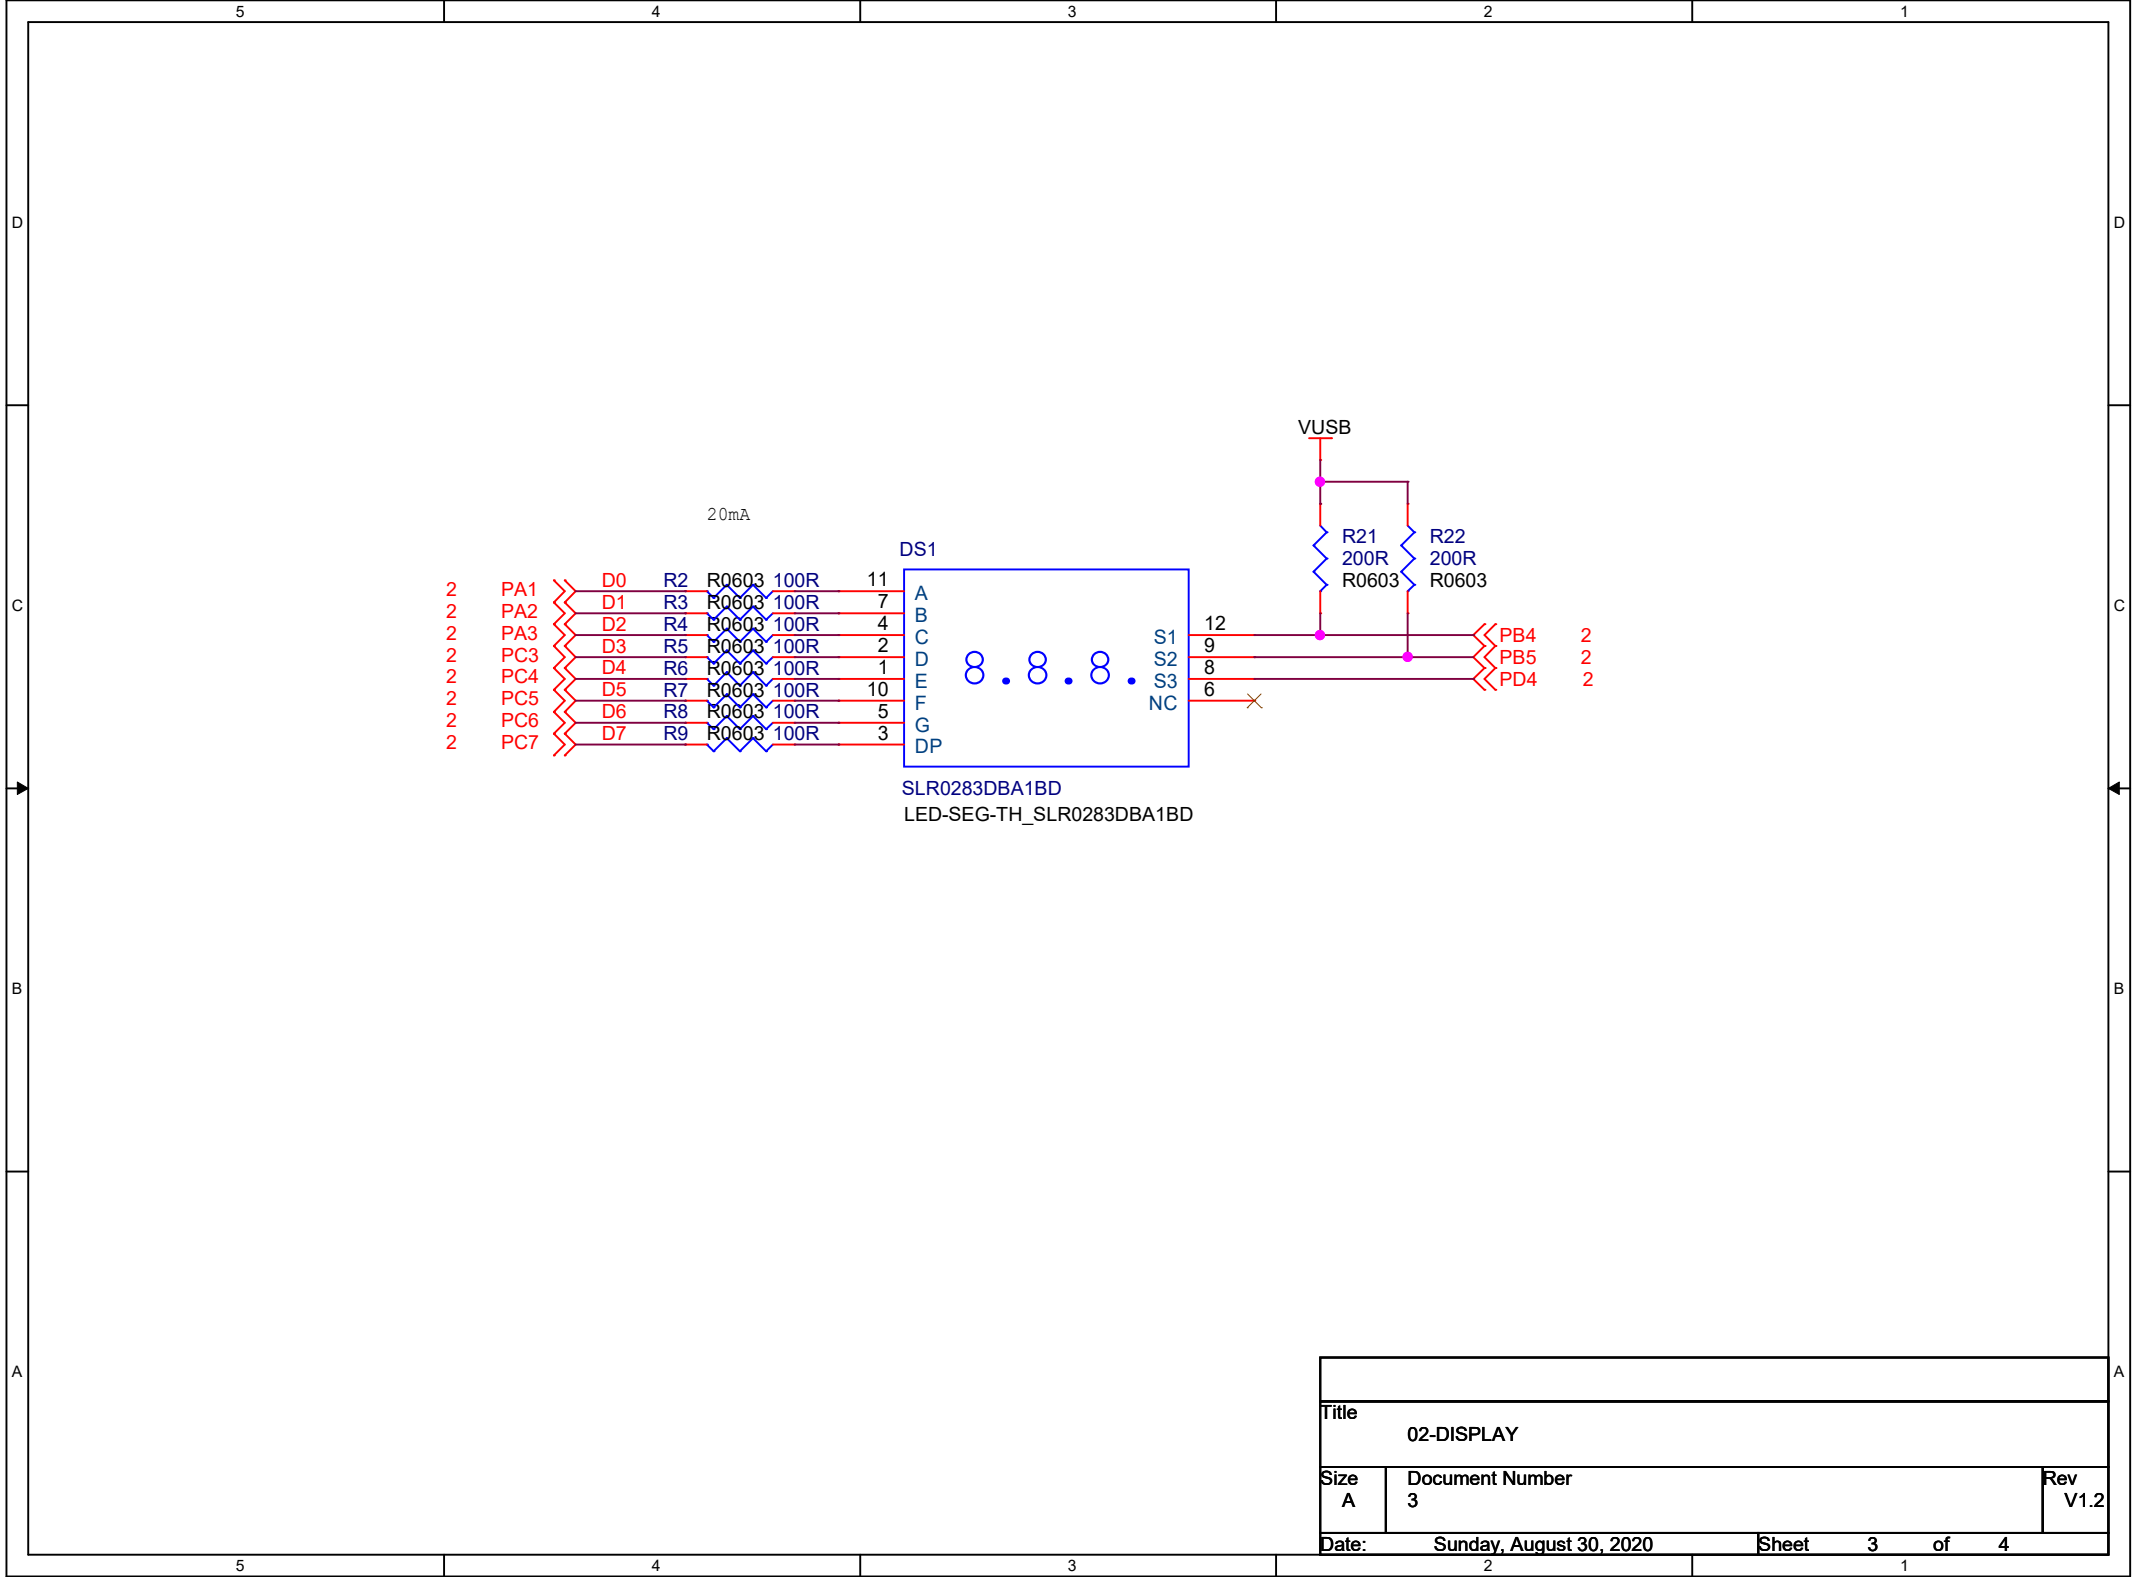 5 4 3 2 1
D D
VUSB
20mA
R21 R22
200R 200R
R0603 R0603
DS1
2 PA1 D0 R2 R0603 100R 11 A
2 PA2 D1 R3 R0603 100R 7 B
2 PA3 D2 R4 R0603 100R 4 C
2 PC3 D3 R5 R0603 100R 2 D
2 PC4 D4 R6 R0603 100R 1 E
2 PC5 D5 R7 R0603 100R 10 F
2 PC6 D6 R8 R0603 100R 5 G
2 PC7 D7 R9 R0603 100R 3 DP
8.8.8.
S1 12 PB4 2
S2 9 PB5 2
S3 8 PD4 2
NC 6
C C
SLR0283DBA1BD
LED-SEG-TH_SLR0283DBA1BD
B B
A A
Title
02-DISPLAY
Size Document Number Rev
A 3 V1.2
Date: Sunday, August 30, 2020 Sheet 3 of 4
5 4 3 2 1